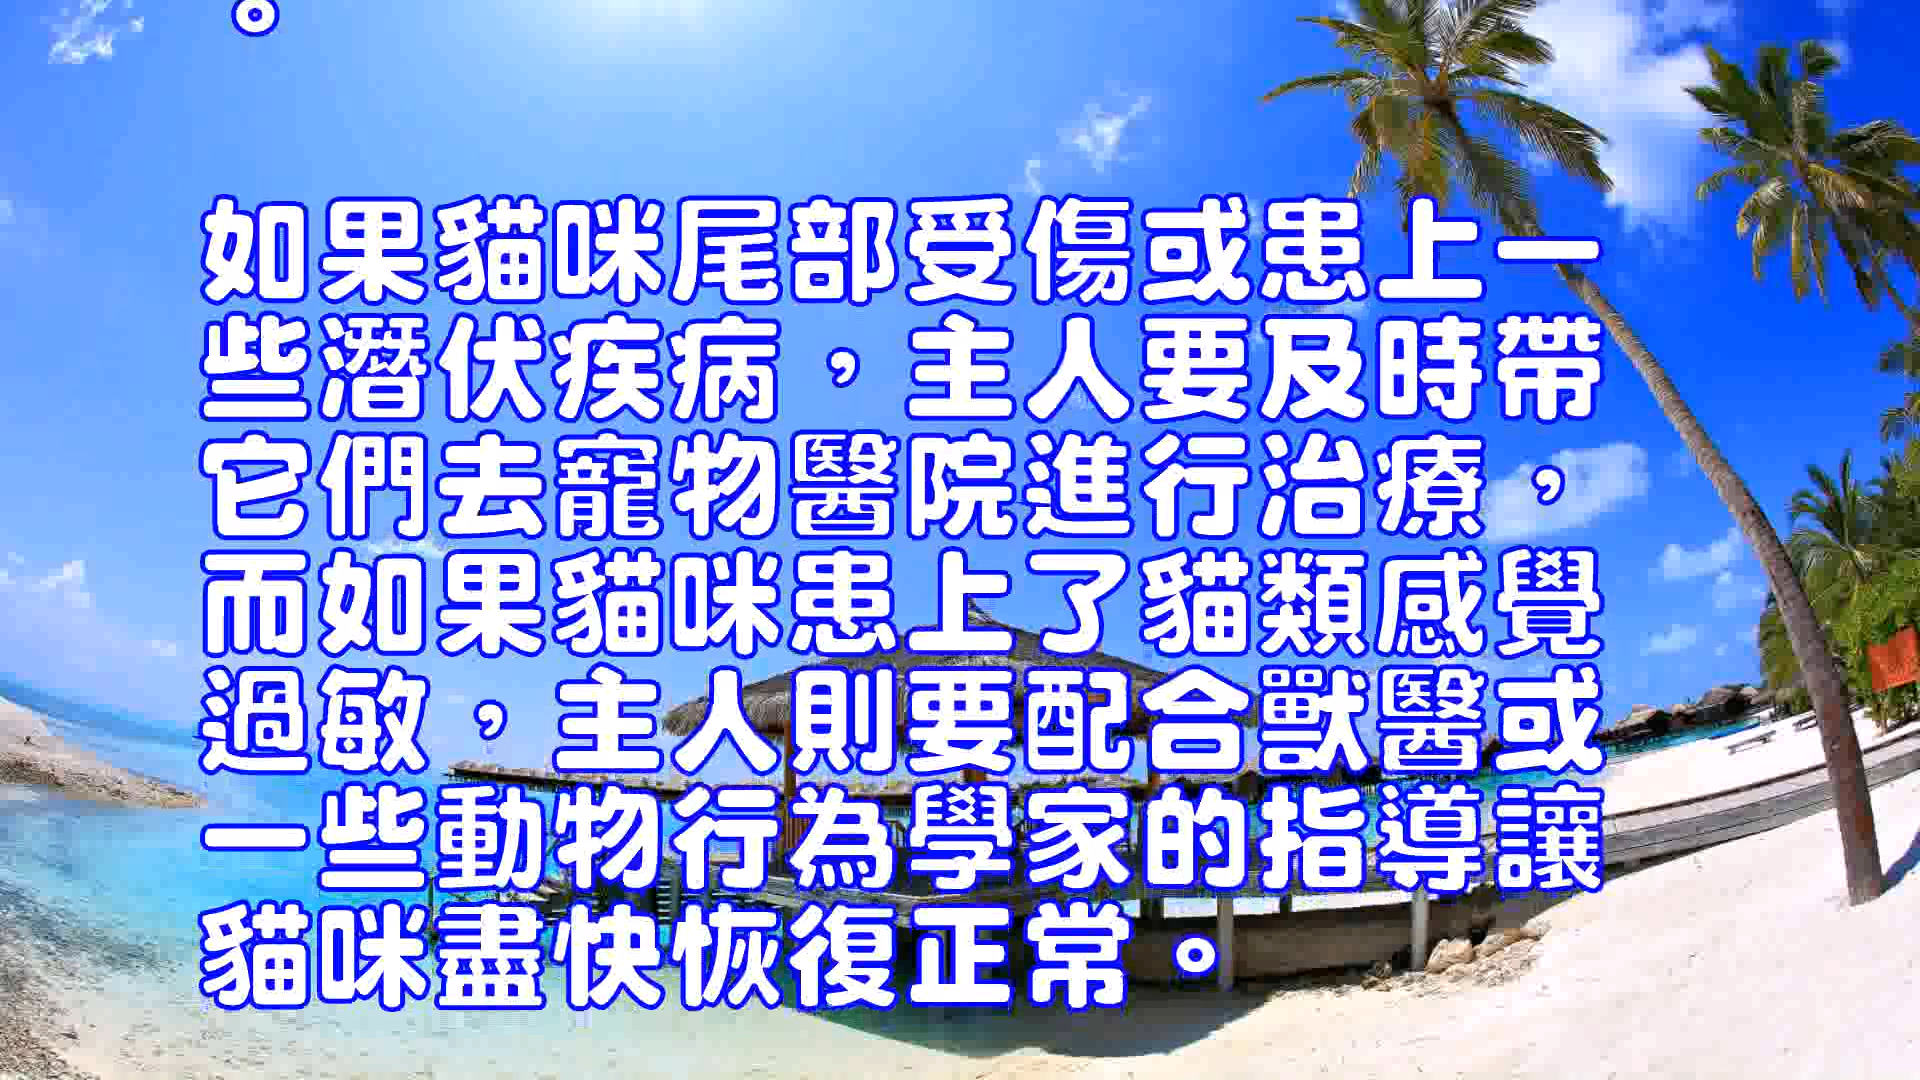 。
如果貓咪尾部受傷或患上一
些潛伏疾病，主人要及時帶
它們去寵物醫院進行治療，
而如果貓咪患上了貓類感覺
過敏，主人則要配合獸醫或
一些動物行為學家的指導讓
貓咪盡快恢復正常。